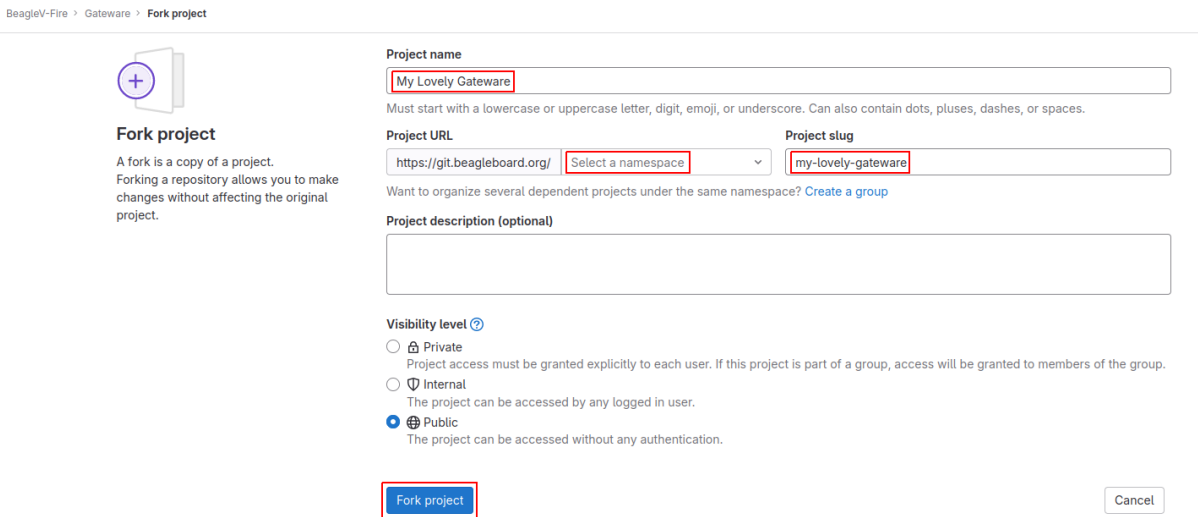 BeagleV-Fire > Gateware > Fork project
Fork project
A fork is a copy of a project.
Forking a repository allows you to make
changes without affecting the original
project.
Project name
My Lovely Gateware
Must start with a lowercase or uppercase letter, digit, emoji, or underscore. Can also contain dots, pluses, dashes, or spaces.
Project URL
https://git.beagleboard.org/ Select a namespace
Project slug
my-lovely-gateware
Want to organize several dependent projects under the same namespace? Create a group
Project description (optional)
Visibility level ?
Private
Project access must be granted explicitly to each user. If this project is part of a group, access will be granted to members of the group.
Internal
The project can be accessed by any logged in user.
Public
The project can be accessed without any authentication.
Fork project Cancel